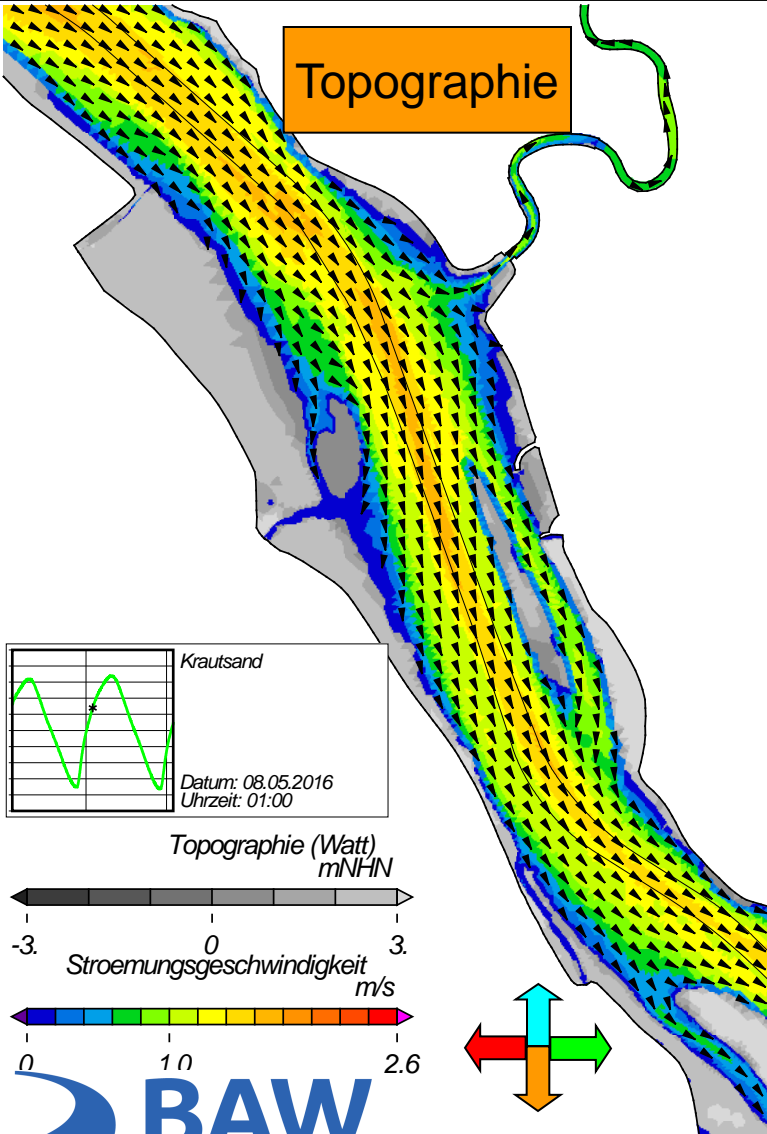 Topographie
Krautsand
Datum: 08.05.2016
Uhrzeit: 01:00
Topographie (Watt)
mNHN
-3. 0 3.
Stroemungsgeschwindigkeit
m/s
0 1.0 2.6
BAW